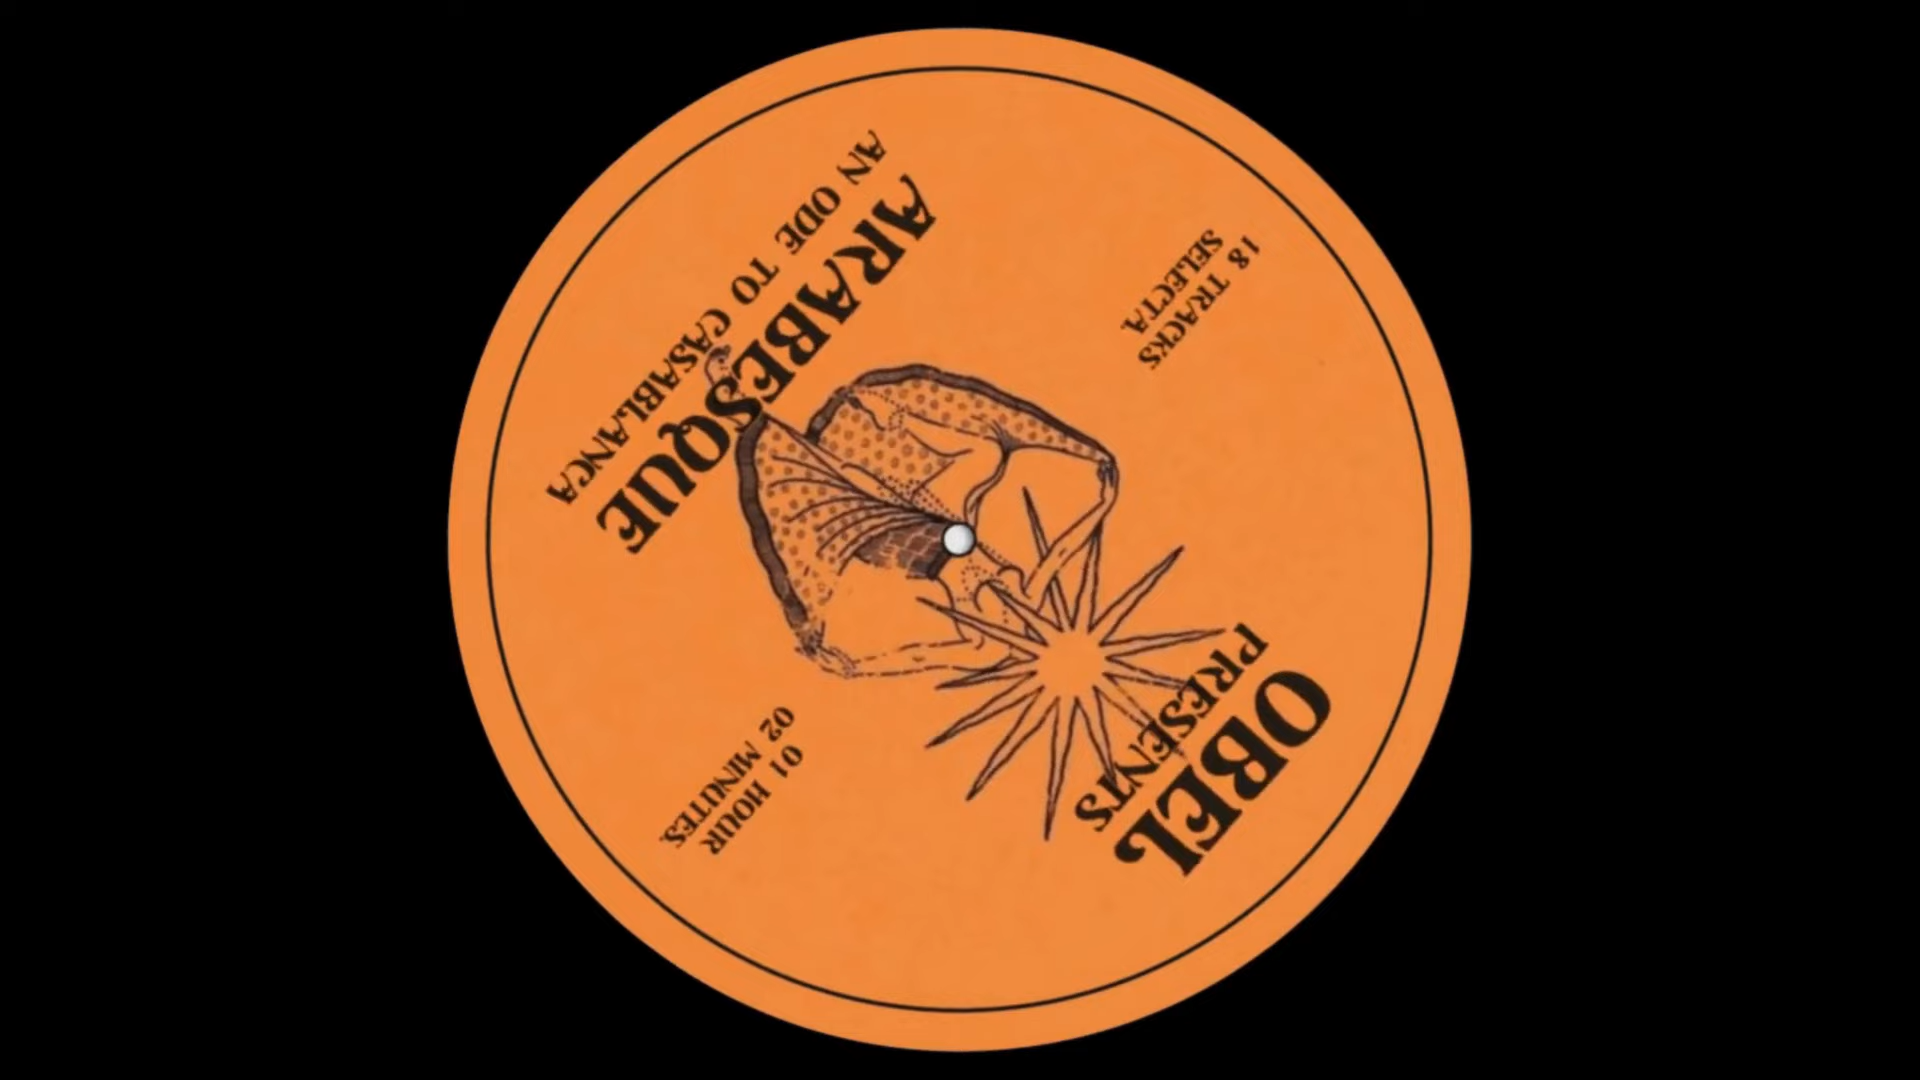 OBEL
PRESENTS
01 HOUR
02 MINUTES.
18 TRACKS
SELECTA.
ARABESQUE
AN ODE TO CASABLANCA